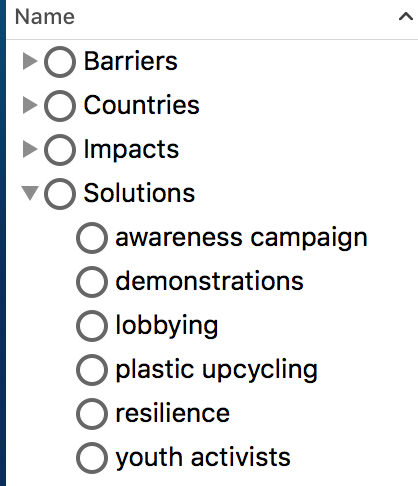 Name
Barriers
Countries
Impacts
Solutions
awareness campaign
demonstrations
lobbying
plastic upcycling
resilience
youth activists